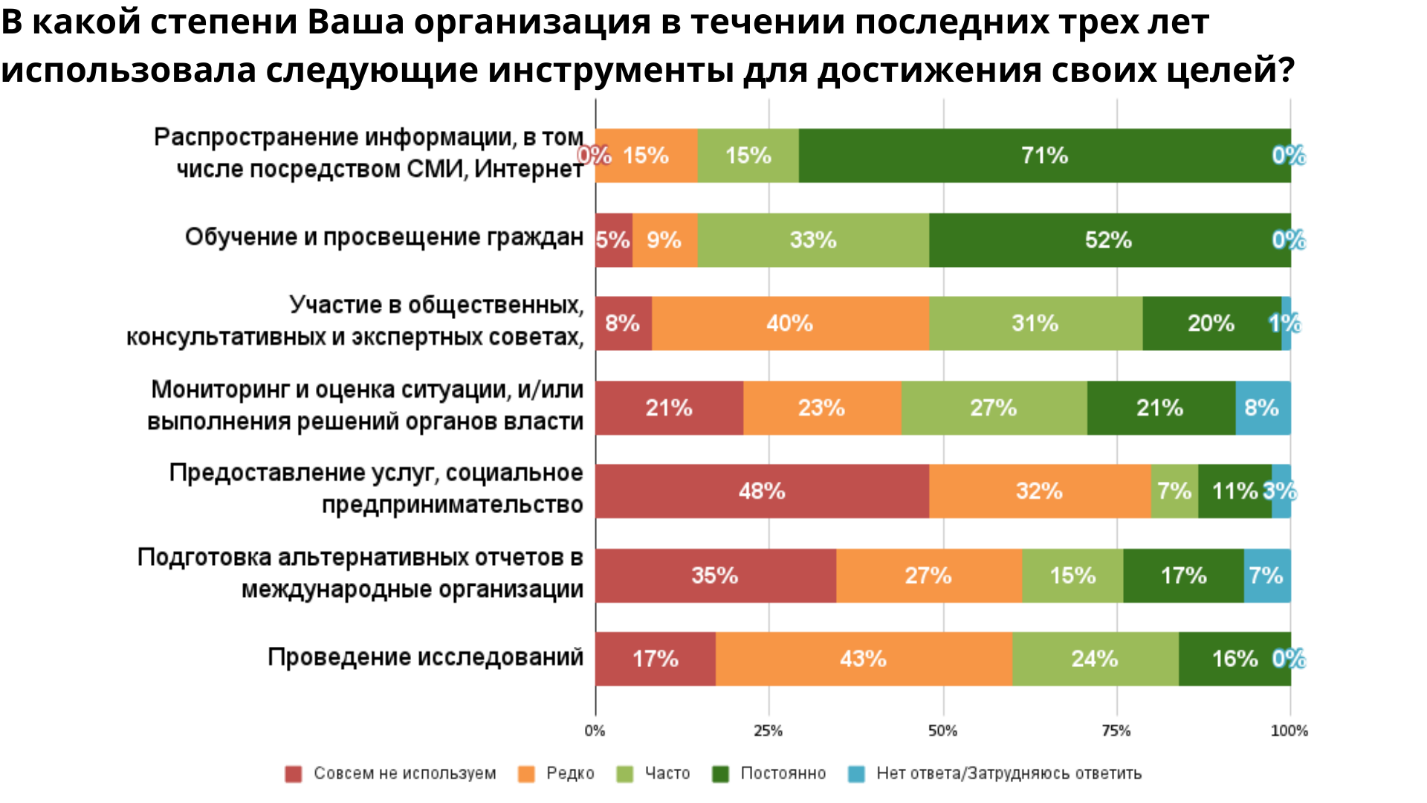 В какой степени Ваша организация в течении последних трех лет
использовала следующие инструменты для достижения своих целей?
Распространение информации, в том
числе посредством СМИ, Интернет
0% 15% 15% 71% 0%
Обучение и просвещение граждан
5% 9% 33% 52% 0%
Участие в общественных,
консультативных и экспертных советах,
8% 40% 31% 20% 1%
Мониторинг и оценка ситуации, и/или
выполнения решений органов власти
21% 23% 27% 21% 8%
Предоставление услуг, социальное
предпринимательство
48% 32% 7% 11% 3%
Подготовка альтернативных отчетов в
международные организации
35% 27% 15% 17% 7%
Проведение исследований
17% 43% 24% 16% 0%
0% 25% 50% 75% 100%
Совсем не используем Редко Часто Постоянно Нет ответа/Затрудняюсь ответить